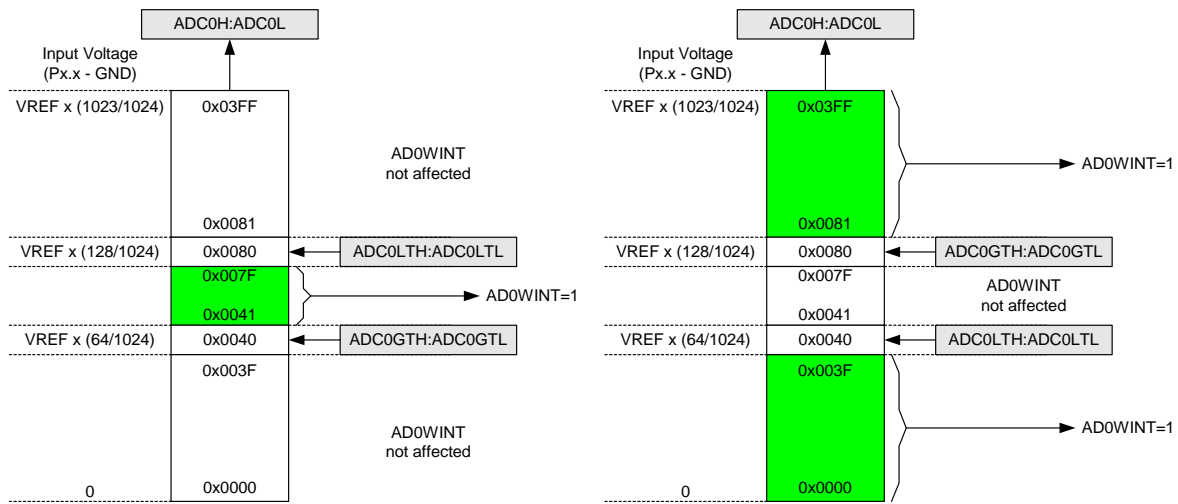 ADC0H:ADC0L
Input Voltage
(Px.x - GND)
VREF x (1023/1024)
0x03FF
AD0WINT
not affected
0x0081
VREF x (128/1024)
0x0080
ADC0LTH:ADC0LTL
0x007F
AD0WINT=1
0x0041
VREF x (64/1024)
0x0040
ADC0GTH:ADC0GTL
0x003F
AD0WINT
not affected
0
0x0000
ADC0H:ADC0L
Input Voltage
(Px.x - GND)
VREF x (1023/1024)
0x03FF
AD0WINT=1
0x0081
VREF x (128/1024)
0x0080
ADC0GTH:ADC0GTL
0x007F
AD0WINT
not affected
0x0041
VREF x (64/1024)
0x0040
ADC0LTH:ADC0LTL
0x003F
AD0WINT=1
0
0x0000